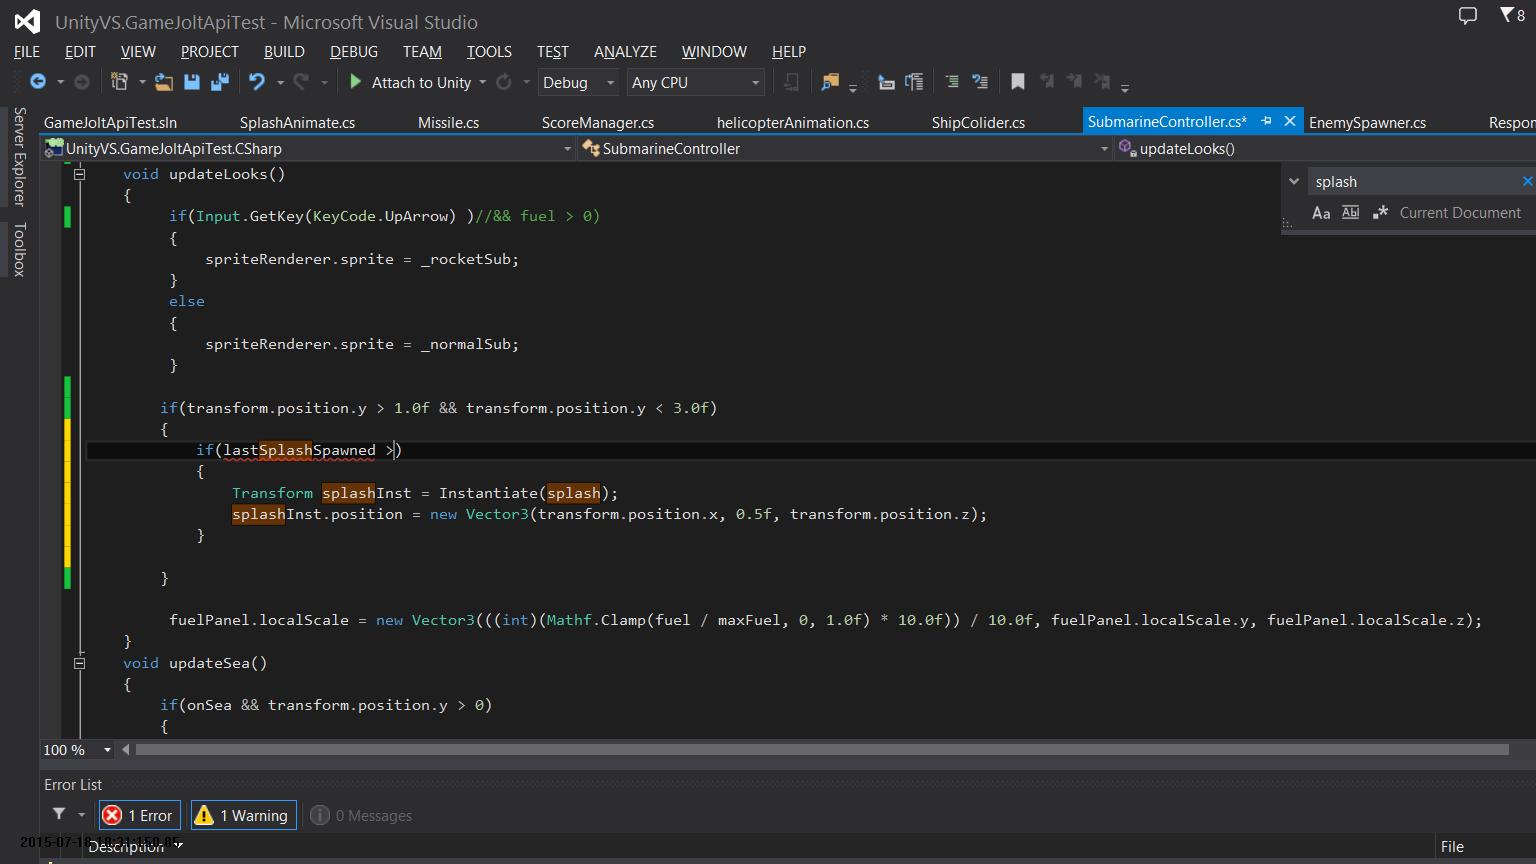 UnityVS.GameJoltApiTest - Microsoft Visual Studio
8
FILE EDIT VIEW PROJECT BUILD DEBUG TEAM TOOLS TEST ANALYZE WINDOW HELP
Attach to Unity Debug Any CPU
Server Explorer
Toolbox
GameJoltApiTest.sln SplashAnimate.cs Missile.cs ScoreManager.cs helicopterAnimation.cs ShipColider.cs SubmarineController.cs* EnemySpawner.cs Respon
UnityVS.GameJoltApiTest.CSharp SubmarineController updateLooks()
splash
Aa Abl .* Current Document
void updateLooks()
{
if(Input.GetKey(KeyCode.UpArrow) )//&& fuel > 0)
{
spriteRenderer.sprite = _rocketSub;
}
else
{
spriteRenderer.sprite = _normalSub;
}
if(transform.position.y > 1.0f && transform.position.y < 3.0f)
{
if(lastSplashSpawned >)
{
Transform splashInst = Instantiate(splash);
splashInst.position = new Vector3(transform.position.x, 0.5f, transform.position.z);
}
}
fuelPanel.localScale = new Vector3(((int)(Mathf.Clamp(fuel / maxFuel, 0, 1.0f) * 10.0f)) / 10.0f, fuelPanel.localScale.y, fuelPanel.localScale.z);
}
void updateSea()
{
if(onSea && transform.position.y > 0)
{
100 %
Error List
1 Error 1 Warning 0 Messages
Description File